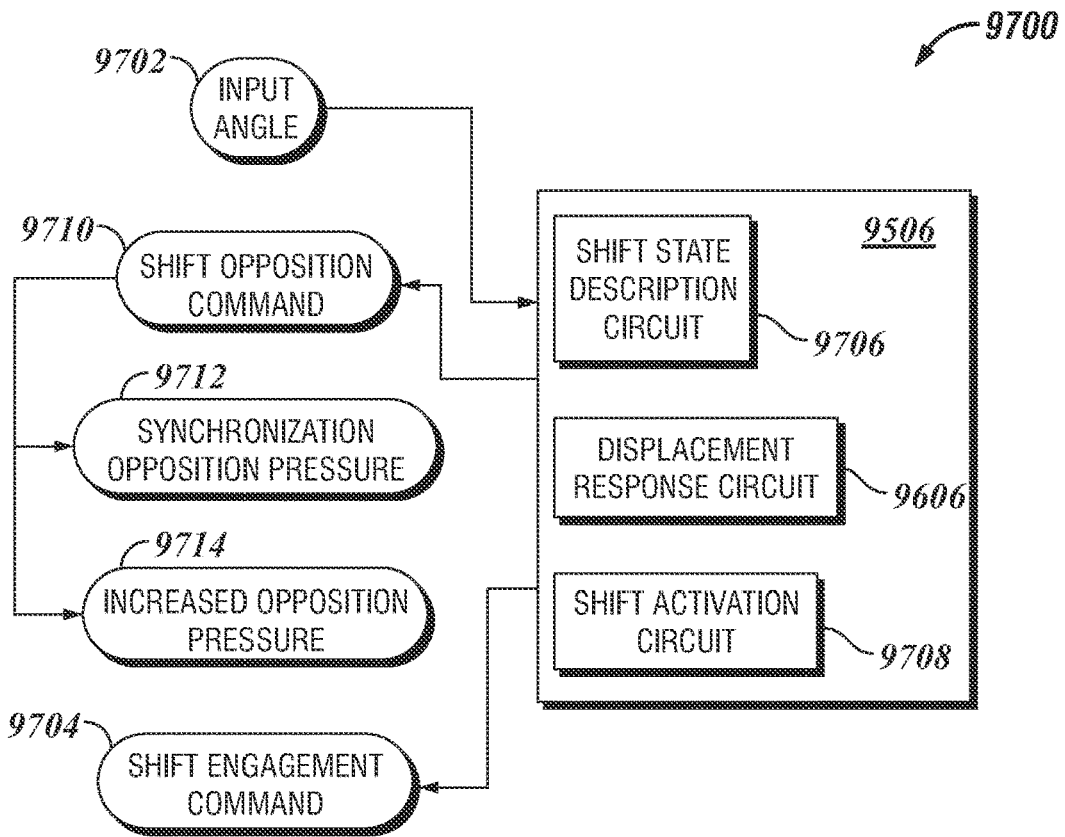 9700
9702
INPUT
ANGLE
9710
SHIFT OPPOSITION
COMMAND
9712
SYNCHRONIZATION
OPPOSITION PRESSURE
9714
INCREASED OPPOSITION
PRESSURE
9704
SHIFT ENGAGEMENT
COMMAND
9506
SHIFT STATE
DESCRIPTION
CIRCUIT
9706
DISPLACEMENT
RESPONSE CIRCUIT
9606
SHIFT ACTIVATION
CIRCUIT
9708